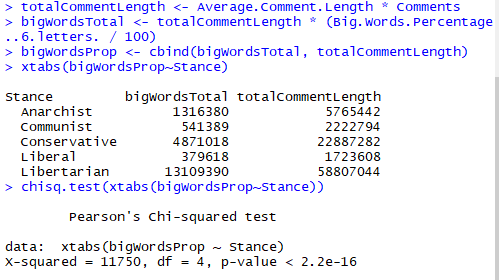 > totalCommentLength <- Average.Comment.Length * Comments
> bigWordsTotal <- totalCommentLength * (Big.Words.Percentage
..6.letters. / 100)
> bigWordsProp <- cbind(bigWordsTotal, totalCommentLength)
> xtabs(bigWordsProp~Stance)
Stance bigWordsTotal totalCommentLength
Anarchist 1316380 5765442
Communist 541389 2222794
Conservative 4871018 22887282
Liberal 379618 1723608
Libertarian 13109390 58807044
> chisq.test(xtabs(bigWordsProp~Stance))
Pearson's Chi-squared test
data: xtabs(bigWordsProp ~ Stance)
X-squared = 11750, df = 4, p-value < 2.2e-16